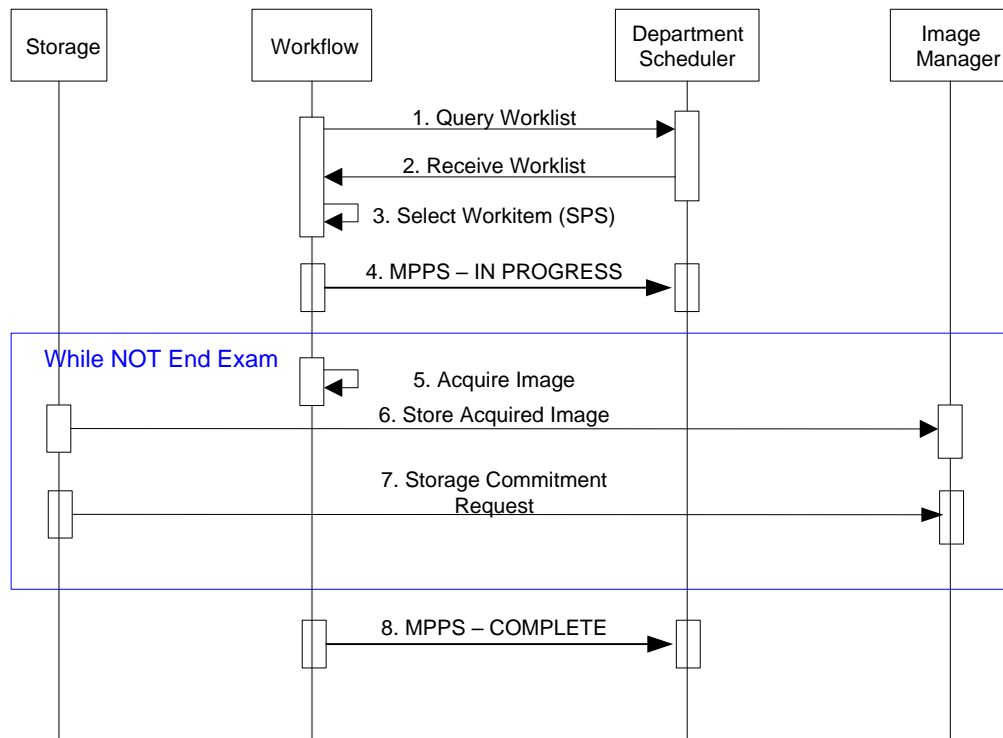 Storage
Workflow
Department
Scheduler
Image
Manager
1. Query Worklist
2. Receive Worklist
3. Select Workitem (SPS)
4. MPPS – IN PROGRESS
While NOT End Exam
5. Acquire Image
6. Store Acquired Image
7. Storage Commitment
Request
8. MPPS – COMPLETE